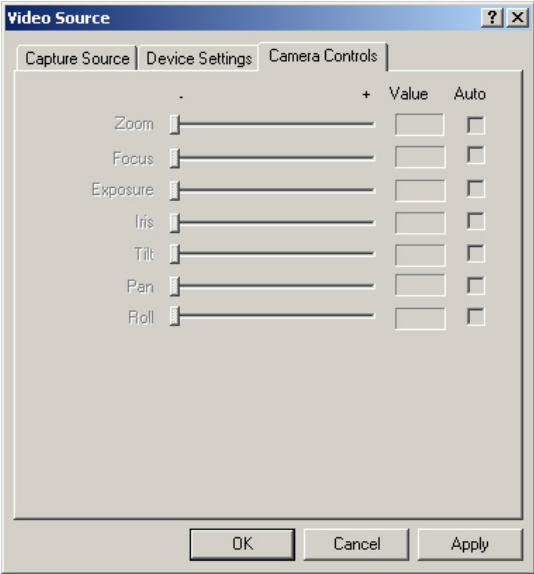 Video Source
Capture Source Device Settings Camera Controls
- + Value Auto
Zoom
Focus
Exposure
Iris
Tilt
Pan
Roll
OK Cancel Apply